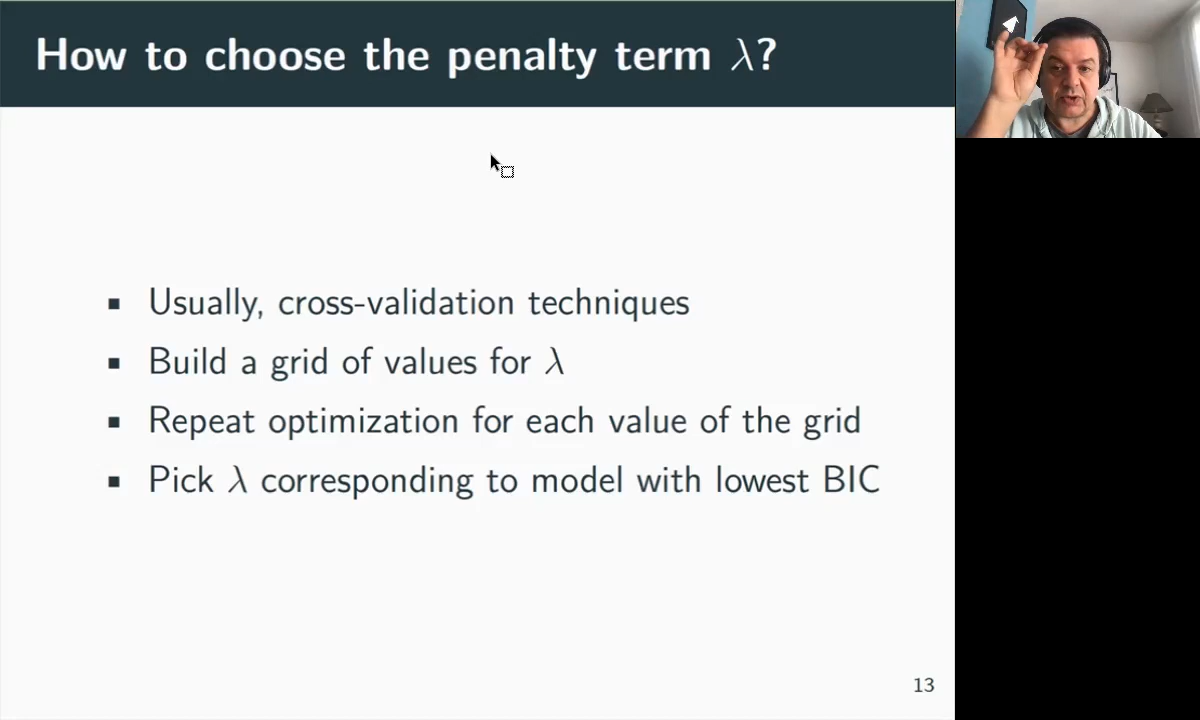 How to choose the penalty term λ?
▪ Usually, cross-validation techniques
▪ Build a grid of values for λ
▪ Repeat optimization for each value of the grid
▪ Pick λ corresponding to model with lowest BIC
13